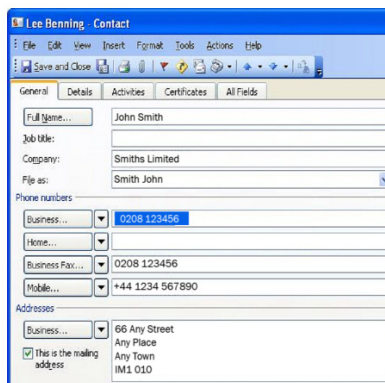 Lee Benning - Contact
File Edit View Insert Format Tools Actions Help
Save and Close
General Details Activities Certificates All Fields
Full Name... John Smith
Job title:
Company: Smiths Limited
File as: Smith John
Phone numbers
Business... 0208 123456
Home...
Business Fax... 0208 123456
Mobile... +44 1234 567890
Addresses
Business... 66 Any Street
Any Place
This is the mailing Any Town
address IM1 010